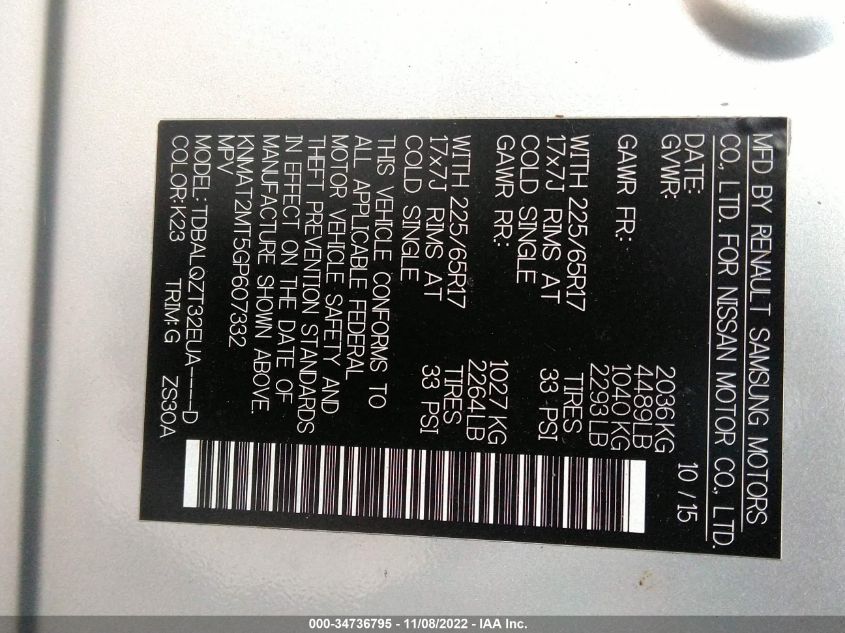 MFD BY RENAULT SAMSUNG MOTORS
CO., LTD. FOR NISSAN MOTOR CO., LTD.
DATE: 10 / 15
GVWR: 2036KG
4489LB
GAWR FR: 1040 KG
2293LB
WITH 225/65R17 TIRES
17x7J RIMS AT 33 PSI
COLD SINGLE
GAWR RR: 1027 KG
2264LB
WITH 225/65R17 TIRES
17x7J RIMS AT 33 PSI
COLD SINGLE
THIS VEHICLE CONFORMS TO
ALL APPLICABLE FEDERAL
MOTOR VEHICLE SAFETY AND
THEFT PREVENTION STANDARDS
IN EFFECT ON THE DATE OF
MANUFACTURE SHOWN ABOVE.
KNMAT2MT5GP607332
MPV
MODEL:TDBALQZT32EUA-----D
COLOR:K23 TRIM:G ZS30A
000-34736795 - 11/08/2022 - IAA Inc.